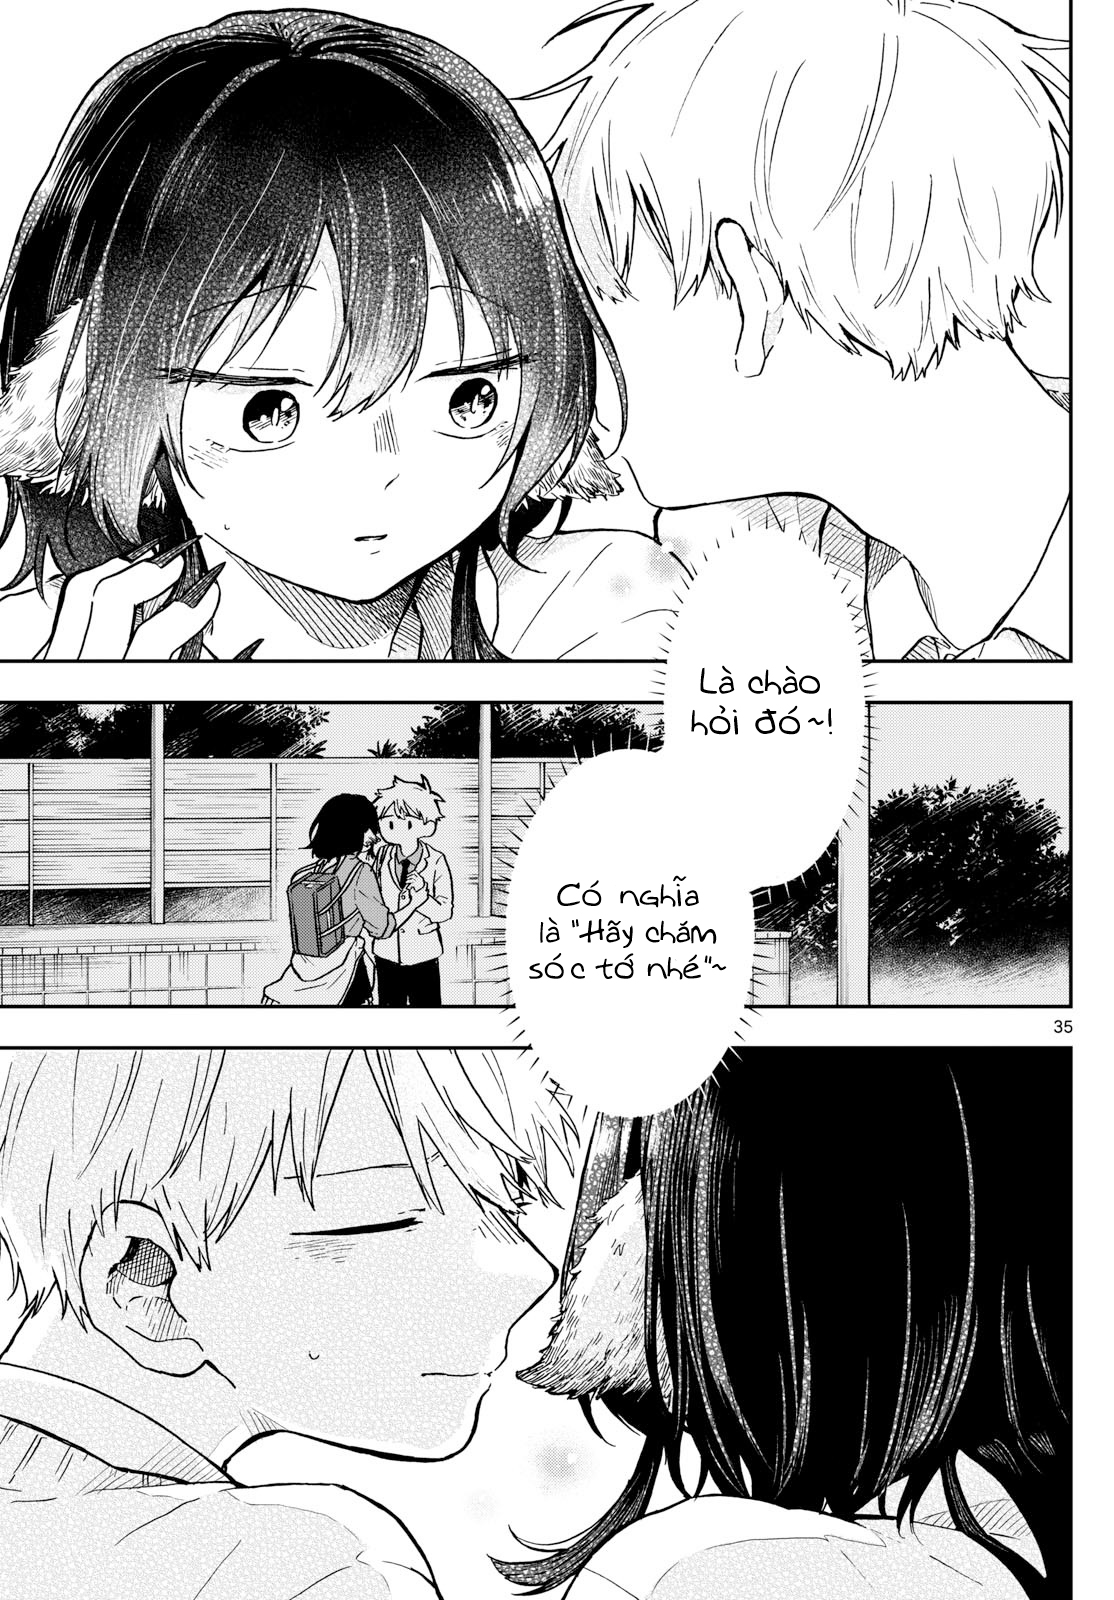 Là chào
hỏi đó~!
Có nghĩa
là "Hãy chăm
sóc tớ nhé"~
35